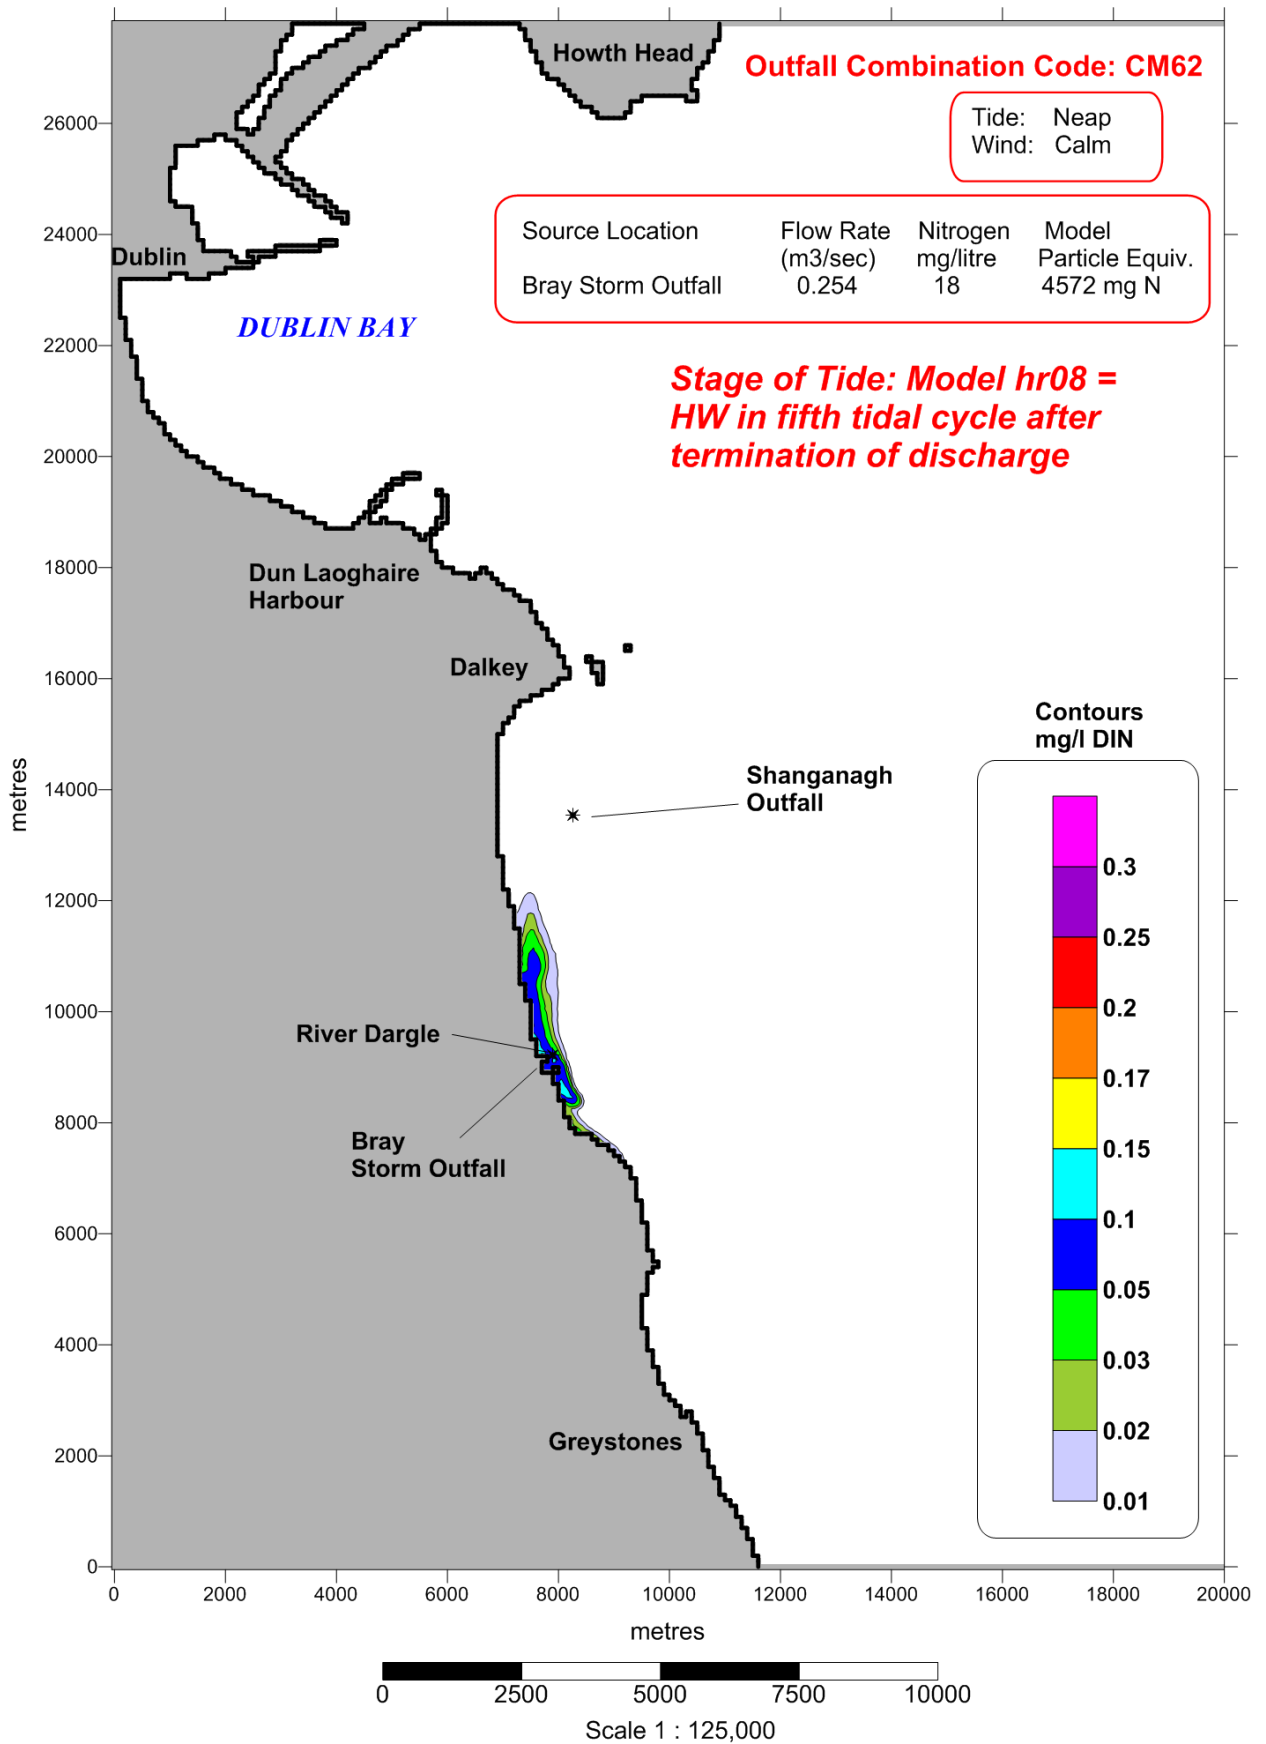 Howth Head
Outfall Combination Code: CM62
Tide: Neap
Wind: Calm
Source Location Flow Rate Nitrogen Model
(m3/sec) mg/litre Particle Equiv.
Bray Storm Outfall 0.254 18 4572 mg N
Dublin
DUBLIN BAY
Stage of Tide: Model hr08 =
HW in fifth tidal cycle after
termination of discharge
Dun Laoghaire
Harbour
Dalkey
Shanganagh
Outfall
River Dargle
Bray
Storm Outfall
Greystones
Contours
mg/l DIN
0.3
0.25
0.2
0.17
0.15
0.1
0.05
0.03
0.02
0.01
26000
24000
22000
20000
18000
16000
14000
12000
10000
8000
6000
4000
2000
0
metres
0 2000 4000 6000 8000 10000 12000 14000 16000 18000 20000
metres
0 2500 5000 7500 10000
Scale 1 : 125,000